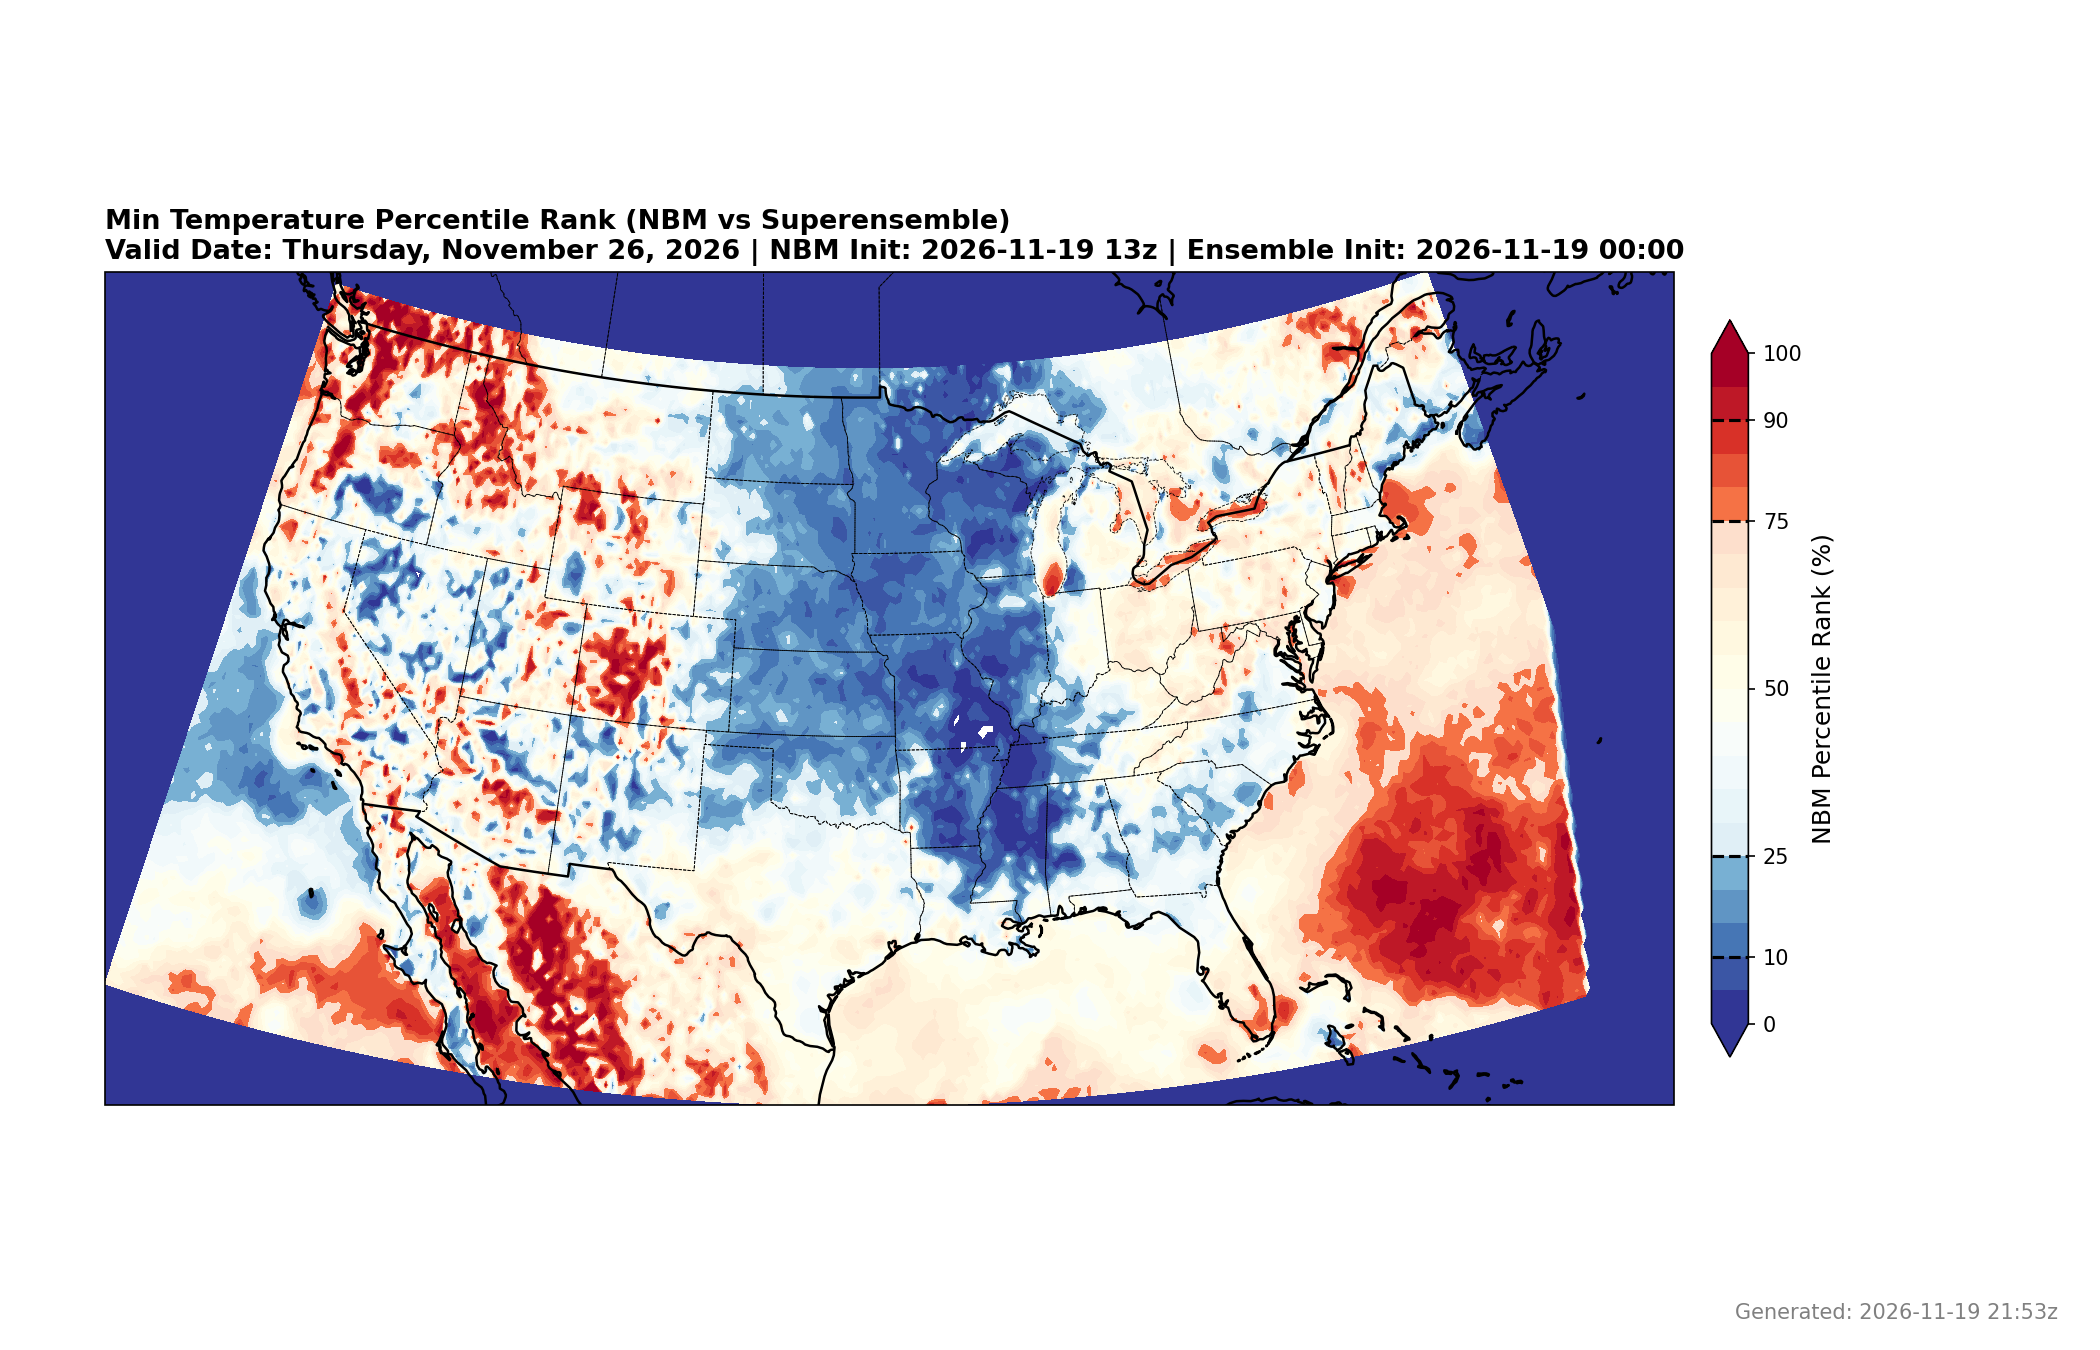 Min Temperature Percentile Rank (NBM vs Superensemble)
Valid Date: Thursday, November 26, 2026 | NBM Init: 2026-11-19 13z | Ensemble Init: 2026-11-19 00:00
100
90
75
50
25
10
0
NBM Percentile Rank (%)
Generated: 2026-11-19 21:53z